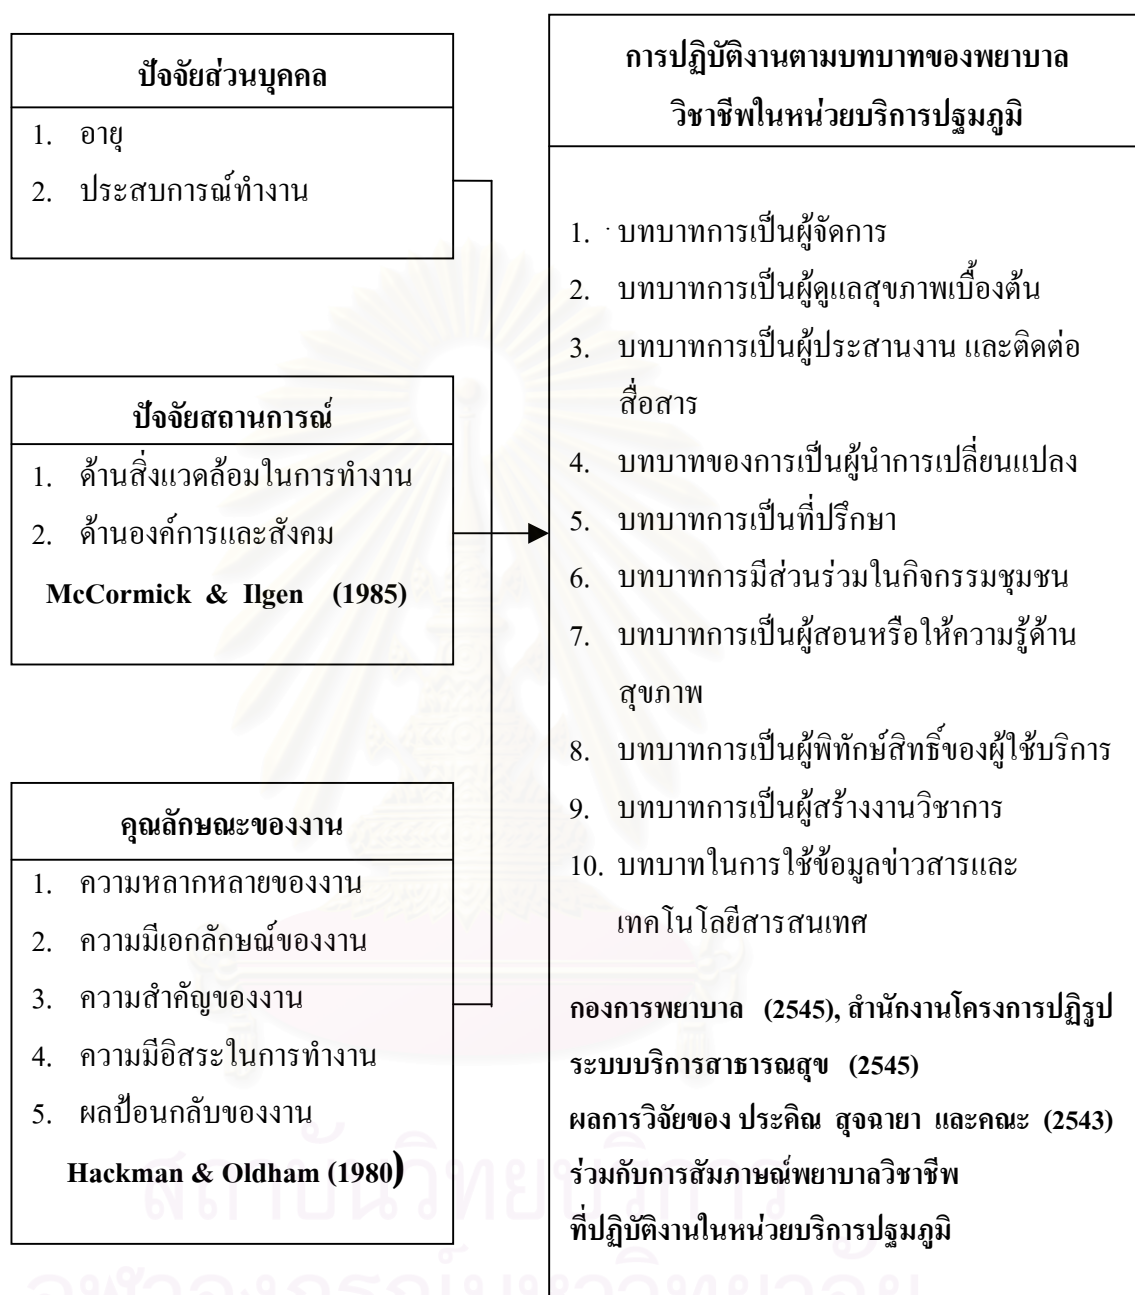 ปัจจัยส่วนบุคคล
1. อายุ
2. ประสบการณ์ทำงาน
ปัจจัยสถานการณ์
1. ด้านสิ่งแวดล้อมในการทำงาน
2. ด้านองค์การและสังคม
McCormick & Ilgen (1985)
คุณลักษณะของงาน
1. ความหลากหลายของงาน
2. ความมีเอกลักษณ์ของงาน
3. ความสำคัญของงาน
4. ความมีอิสระในการทำงาน
5. ผลป้อนกลับของงาน
Hackman & Oldham (1980)
การปฏิบัติงานตามบทบาทของพยาบาล
วิชาชีพในหน่วยบริการปฐมภูมิ
1. บทบาทการเป็นผู้จัดการ
2. บทบาทการเป็นผู้ดูแลสุขภาพเบื้องต้น
3. บทบาทการเป็นผู้ประสานงาน และติดต่อ
สื่อสาร
4. บทบาทของการเป็นผู้นำการเปลี่ยนแปลง
5. บทบาทการเป็นที่ปรึกษา
6. บทบาทการมีส่วนร่วมในกิจกรรมชุมชน
7. บทบาทการเป็นผู้สอนหรือให้ความรู้ด้าน
สุขภาพ
8. บทบาทการเป็นผู้พิทักษ์สิทธิ์ของผู้ใช้บริการ
9. บทบาทการเป็นผู้สร้างงานวิชาการ
10. บทบาทในการใช้ข้อมูลข่าวสารและ
เทคโนโลยีสารสนเทศ
กองการพยาบาล (2545), สำนักงานโครงการปฏิรูป
ระบบบริการสาธารณสุข (2545)
ผลการวิจัยของ ประคิณ สุจฉายา และคณะ (2543)
ร่วมกับการสัมภาษณ์พยาบาลวิชาชีพ
ที่ปฏิบัติงานในหน่วยบริการปฐมภูมิ
สถาบันวิทยบริการ
จุฬาลงกรณ์มหาวิทยาลัย